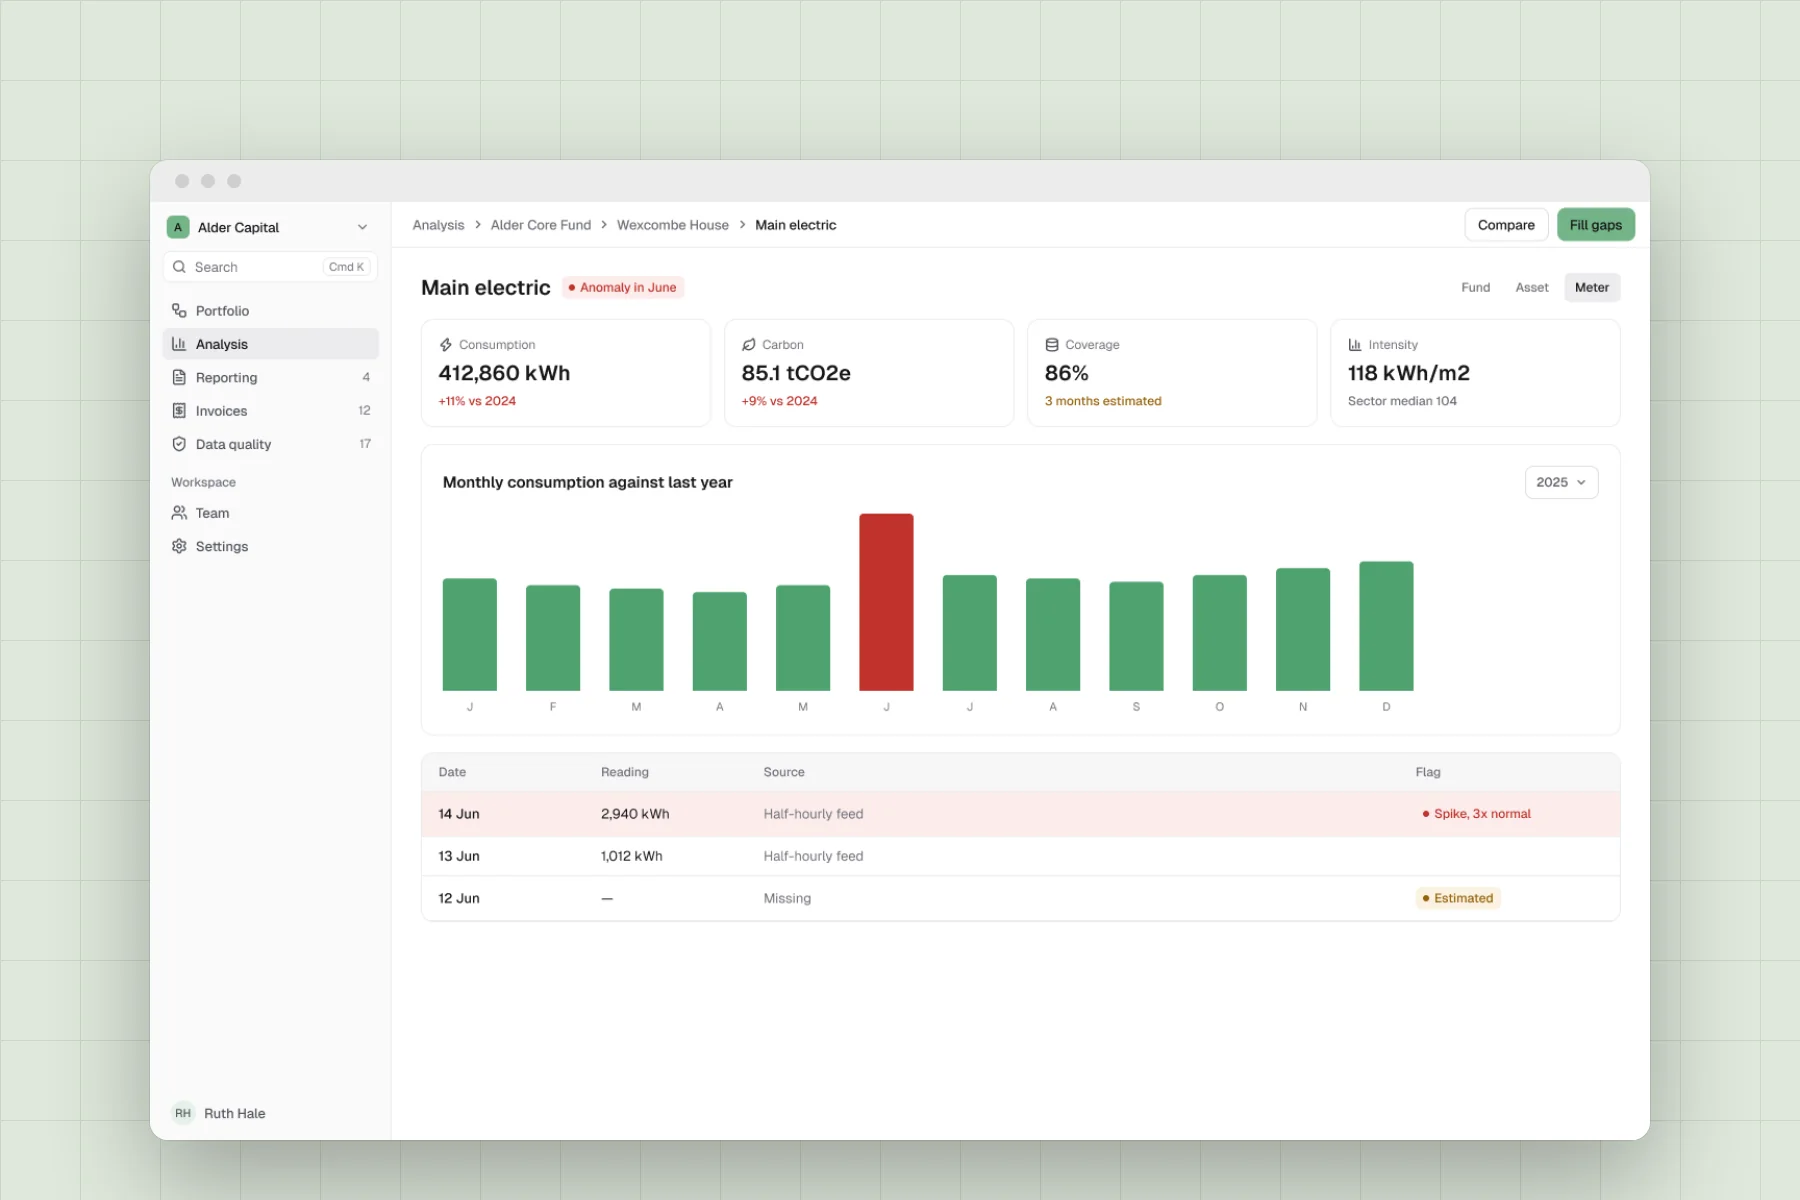 A Alder Capital
Search Cmd K
Portfolio
Analysis
Reporting 4
Invoices 12
Data quality 17
Workspace
Team
Settings
RH Ruth Hale
Analysis > Alder Core Fund > Wexcombe House > Main electric
Compare Fill gaps
Main electric Anomaly in June
Fund Asset Meter
Consumption
412,860 kWh
+11% vs 2024
Carbon
85.1 tCO2e
+9% vs 2024
Coverage
86%
3 months estimated
Intensity
118 kWh/m2
Sector median 104
Monthly consumption against last year
2025
J F M A M J J A S O N D
Date Reading Source Flag
14 Jun 2,940 kWh Half-hourly feed Spike, 3x normal
13 Jun 1,012 kWh Half-hourly feed
12 Jun — Missing Estimated